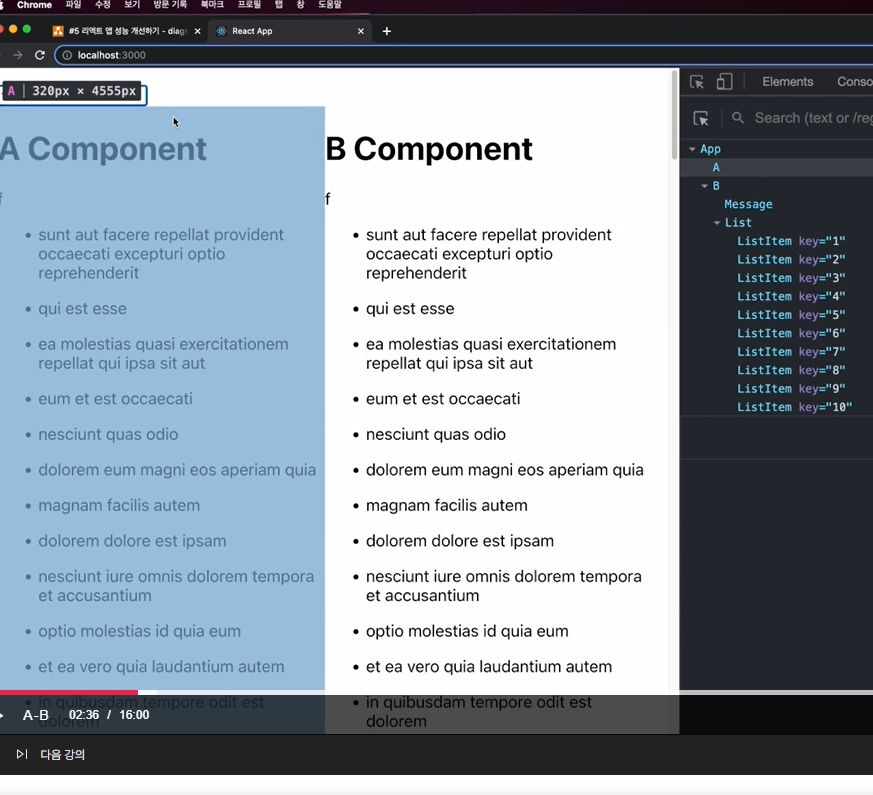 Chrome 파일 수정 보기 방문 기록 북마크 프로필 탭 창 도움말
#5 리액트 앱 성능 개선하기 - diagr
React App
localhost:3000
A | 320px × 4555px
Elements Conso
Search (text or /reg
A Component
f
sunt aut facere repellat provident
occaecati excepturi optio
reprehenderit
qui est esse
ea molestias quasi exercitationem
repellat qui ipsa sit aut
eum et est occaecati
nesciunt quas odio
dolorem eum magni eos aperiam quia
magnam facilis autem
dolorem dolore est ipsam
nesciunt iure omnis dolorem tempora
et accusantium
optio molestias id quia eum
et ea vero quia laudantium autem
in quibusdam tempore odit est
dolorem
B Component
f
sunt aut facere repellat provident
occaecati excepturi optio
reprehenderit
qui est esse
ea molestias quasi exercitationem
repellat qui ipsa sit aut
eum et est occaecati
nesciunt quas odio
dolorem eum magni eos aperiam quia
magnam facilis autem
dolorem dolore est ipsam
nesciunt iure omnis dolorem tempora
et accusantium
optio molestias id quia eum
et ea vero quia laudantium autem
in quibusdam tempore odit est
dolorem
App
A
B
Message
List
ListItem key="1"
ListItem key="2"
ListItem key="3"
ListItem key="4"
ListItem key="5"
ListItem key="6"
ListItem key="7"
ListItem key="8"
ListItem key="9"
ListItem key="10"
A-B 02:36 / 16:00
다음 강의